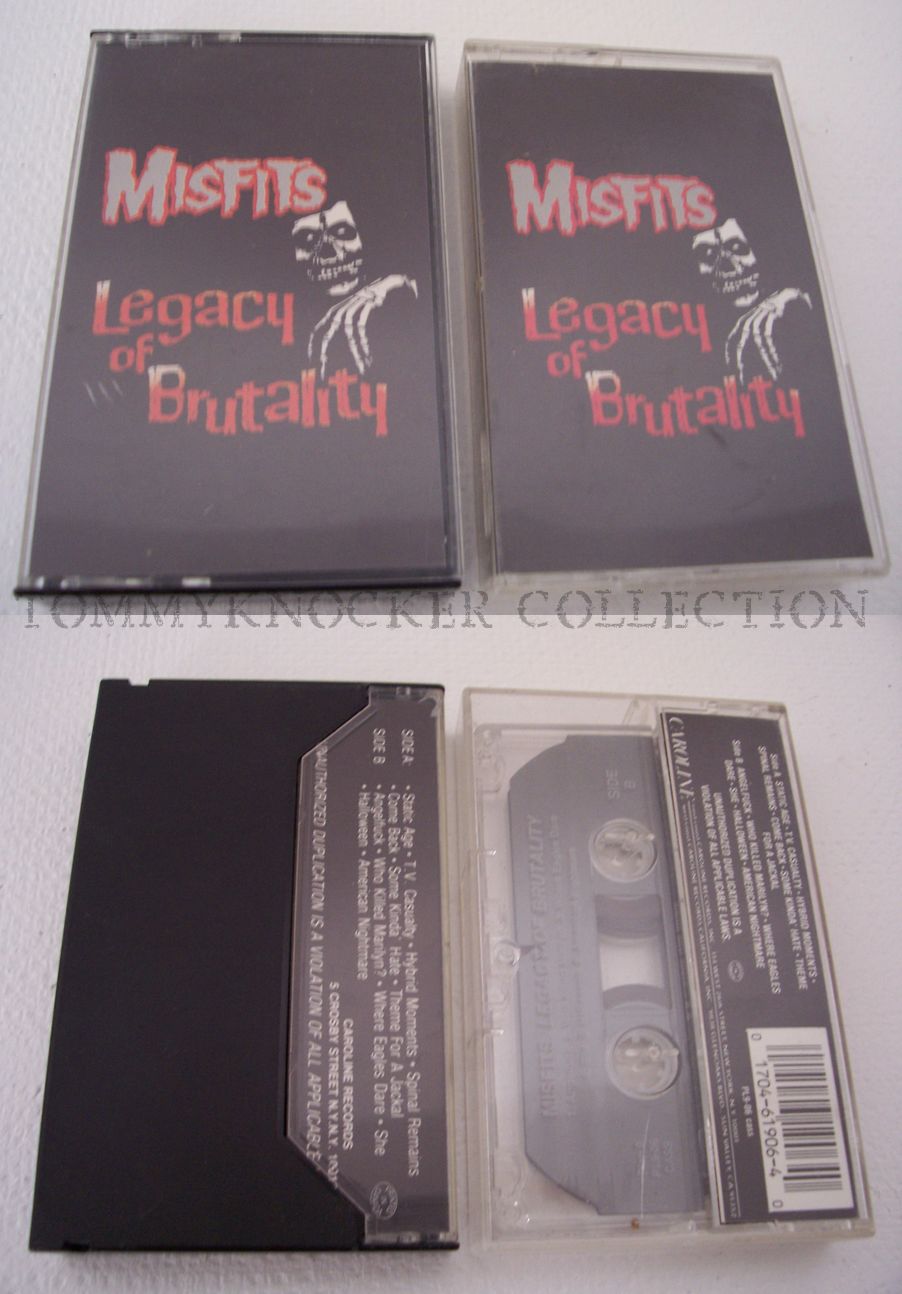 MISFITS
Legacy
of
Brutality
MISFITS
Legacy
of
Brutality
TOMMYKNOCKER COLLECTION
SIDE A • Static Age • T.V. Casualty • Hybrid Moments • Spinal Remains
• Come Back • Some Kinda' Hate • Theme For A Jackal
SIDE B • Angelfuck • Who Killed Marilyn? • Where Eagles Dare • She
• Halloween • American Nightmare
CAROLINE RECORDS
5 CROSBY STREET N.Y. N.Y.
DUPLICATION IS A VIOLATION OF ALL APPLICABLE
SIDE
B
MISFITS LEGACY OF BRUTALITY
CAROLINE
SIDE A STATIC AGE • T.V. CASUALTY • HYBRID MOMENTS •
SPINAL REMAINS • COME BACK • SOME KINDA' HATE • THEME
FOR A JACKAL
SIDE B ANGELFUCK • WHO KILLED MARILYN? • WHERE EAGLES
DARE • SHE • HALLOWEEN • AMERICAN NIGHTMARE
UNAUTHORIZED DUPLICATION IS A
VIOLATION OF ALL APPLICABLE LAWS.
PL9-06 cass
0 1704-61906-4 0